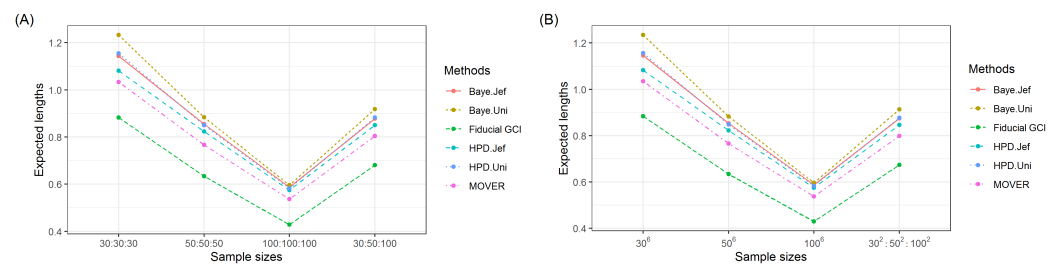 (A)
Expected lengths
1.2
1.0
0.8
0.6
0.4
30:30:30 50:50:50 100:100:100 30:50:100
Sample sizes
Methods
Baye.Jef
Baye.Uni
Fiducial GCI
HPD.Jef
HPD.Uni
MOVER
(B)
Expected lengths
1.2
1.0
0.8
0.6
0.4
30⁶ 50⁶ 100⁶ 30²:50²:100²
Sample sizes
Methods
Baye.Jef
Baye.Uni
Fiducial GCI
HPD.Jef
HPD.Uni
MOVER